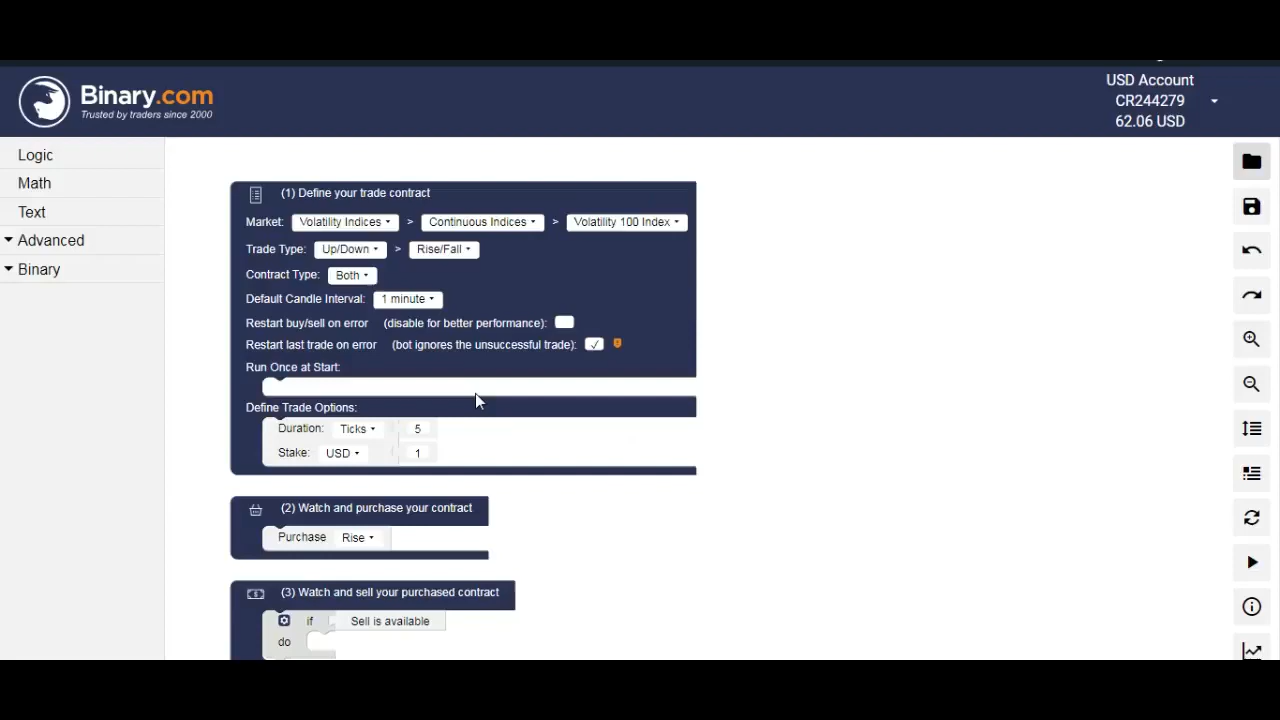 Binary.com
Trusted by traders since 2000
USD Account
CR244279
62.06 USD
Logic
Math
Text
Advanced
Binary
(1) Define your trade contract
Market: Volatility Indices > Continuous Indices > Volatility 100 Index
Trade Type: Up/Down > Rise/Fall
Contract Type: Both
Default Candle Interval: 1 minute
Restart buy/sell on error (disable for better performance):
Restart last trade on error (bot ignores the unsuccessful trade): ✓
Run Once at Start:
Define Trade Options:
Duration: Ticks 5
Stake: USD 1
(2) Watch and purchase your contract
Purchase Rise
(3) Watch and sell your purchased contract
if Sell is available
do